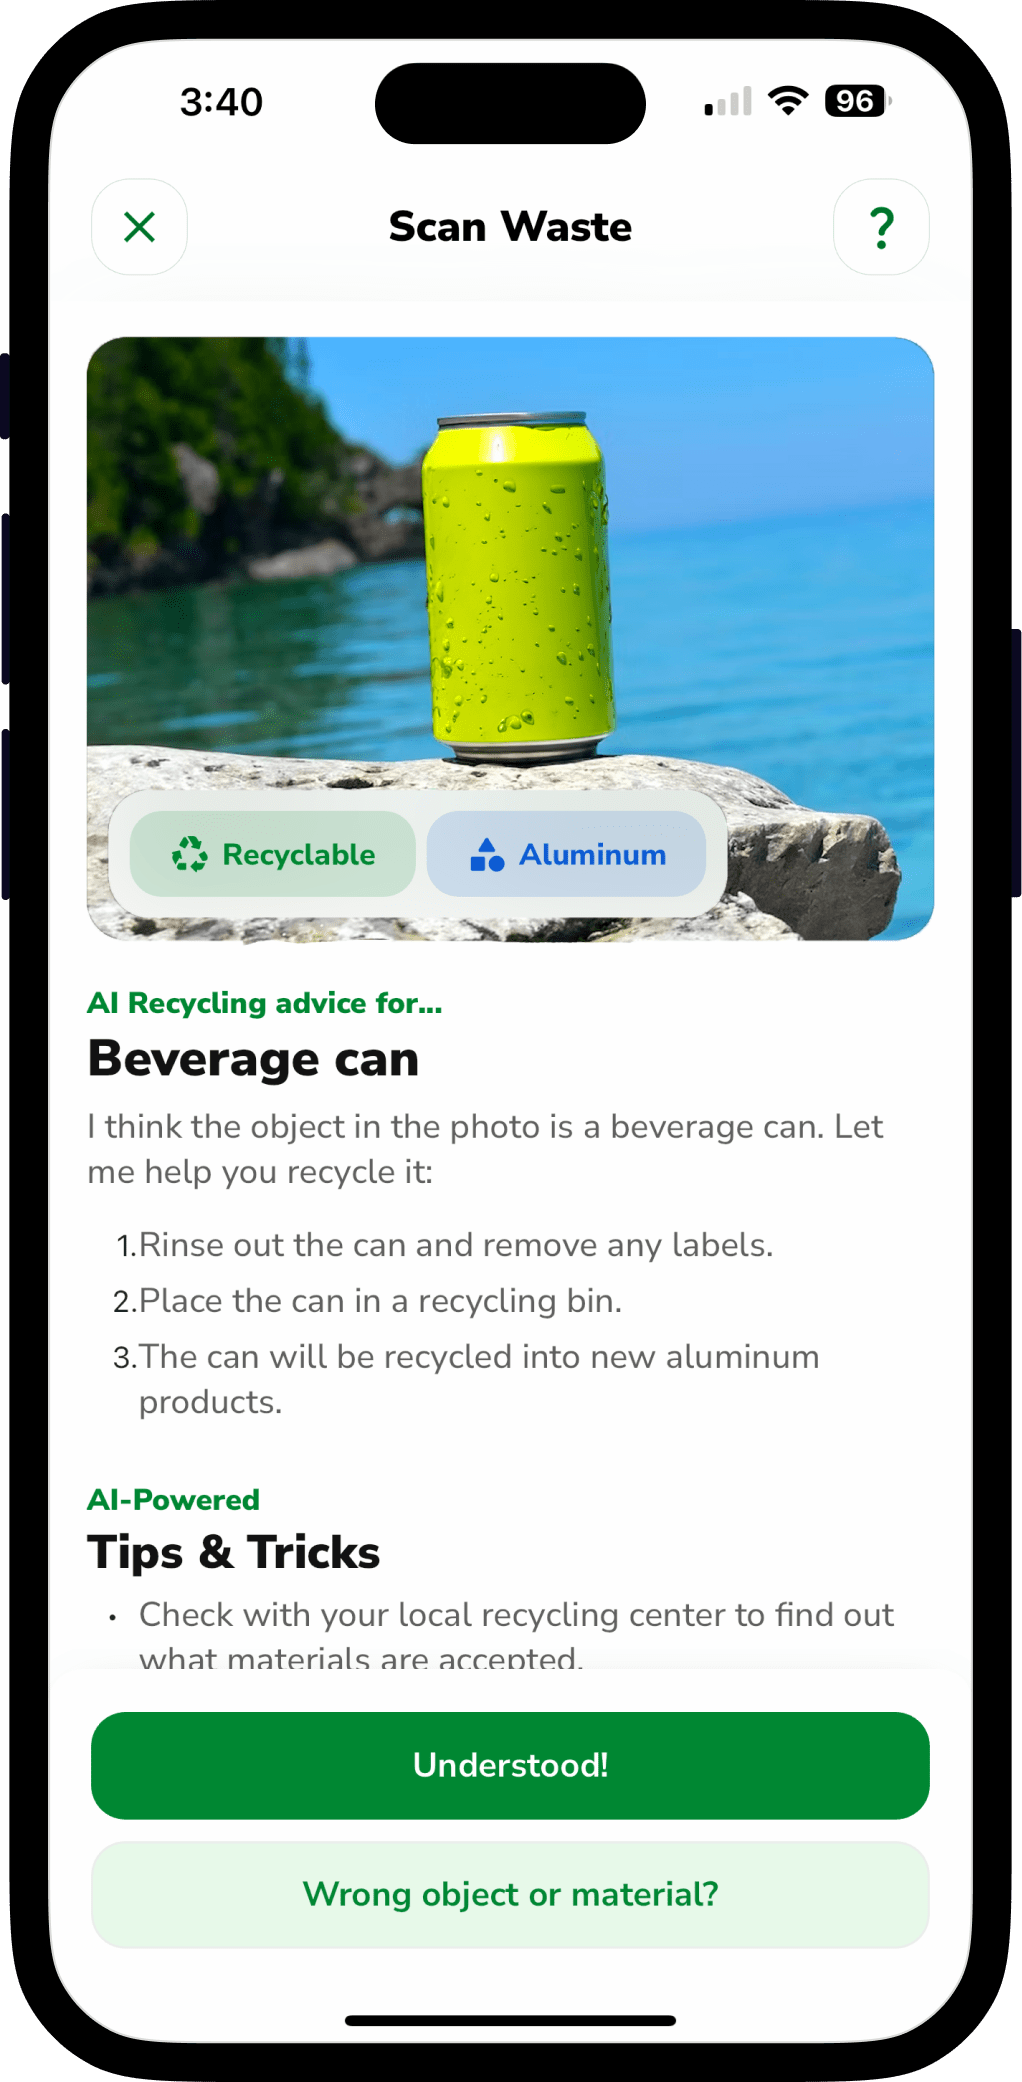 3:40
96
Scan Waste
?
Recyclable
Aluminum
AI Recycling advice for...
Beverage can
I think the object in the photo is a beverage can. Let
me help you recycle it:
1.Rinse out the can and remove any labels.
2.Place the can in a recycling bin.
3.The can will be recycled into new aluminum
products.
AI-Powered
Tips & Tricks
• Check with your local recycling center to find out
what materials are accepted.
Understood!
Wrong object or material?